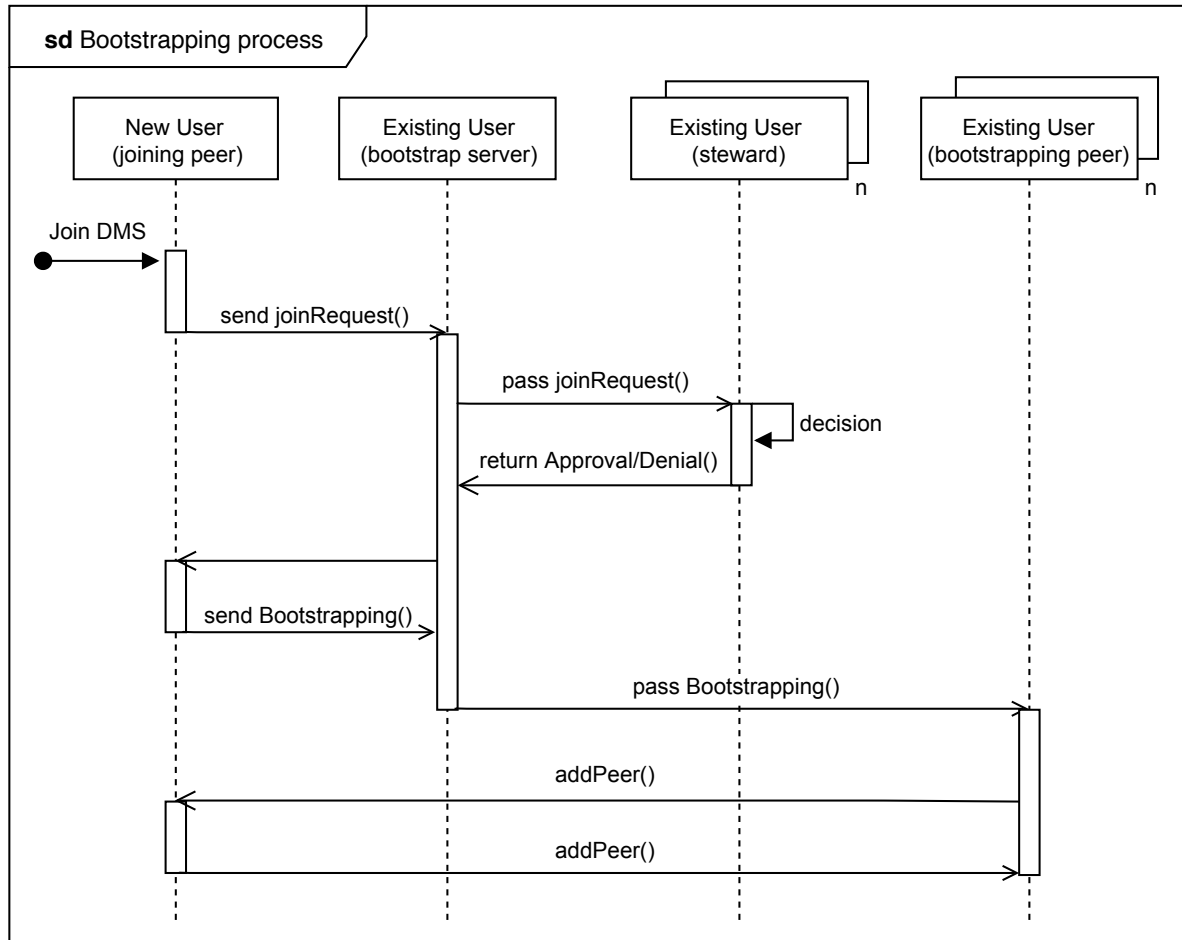 sd Bootstrapping process
New User
(joining peer)
Existing User
(bootstrap server)
Existing User
(steward)
n
Existing User
(bootstrapping peer)
n
Join DMS
send joinRequest()
pass joinRequest()
decision
return Approval/Denial()
send Bootstrapping()
pass Bootstrapping()
addPeer()
addPeer()